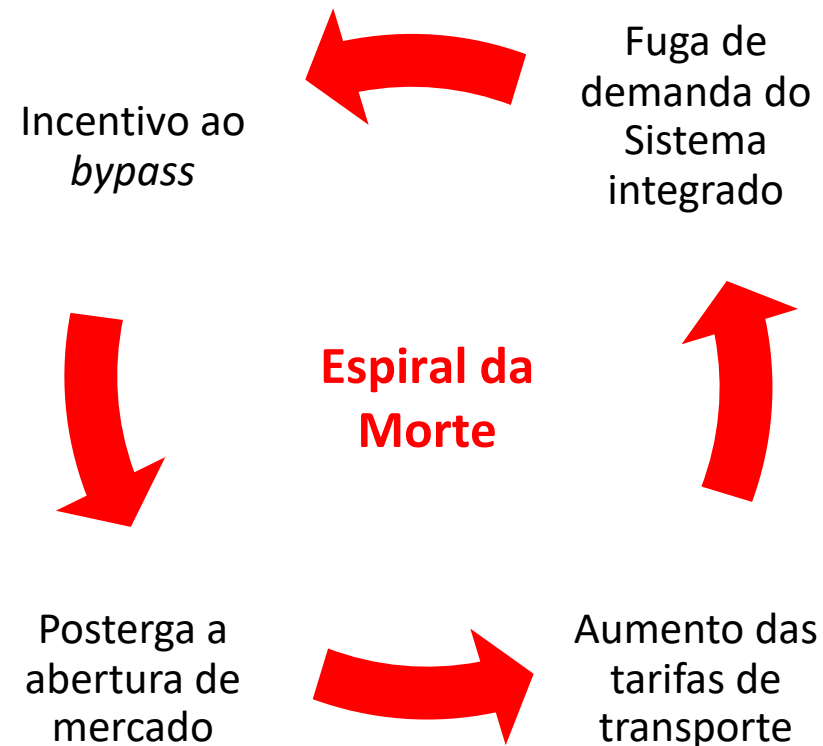 Incentivo ao
bypass
Fuga de
demanda do
Sistema
integrado
Espiral da
Morte
Posterga a
abertura de
mercado
Aumento das
tarifas de
transporte